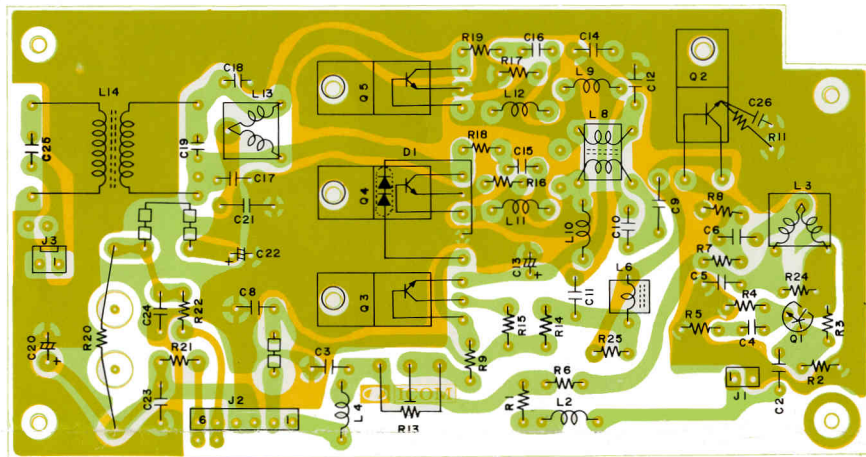 R19
C16
C14
C18
R17
L9
C12
Q2
L14
L13
Q5
L12
C26
R11
L8
C25
C19
D1
R18
C15
R16
C17
Q4
C21
L11
L10
C10
C9
R8
L3
C6
J3
1
C22
C13
+
R7
L6
C5
R24
C8
Q3
C11
R4
C24
R22
R15
R14
R5
C4
Q1
R3
C20
+
R20
R21
C3
R9
R25
R2
C2
J1
1
C23
J2
6
1
L4
ICOM
R13
R6
R1
L2